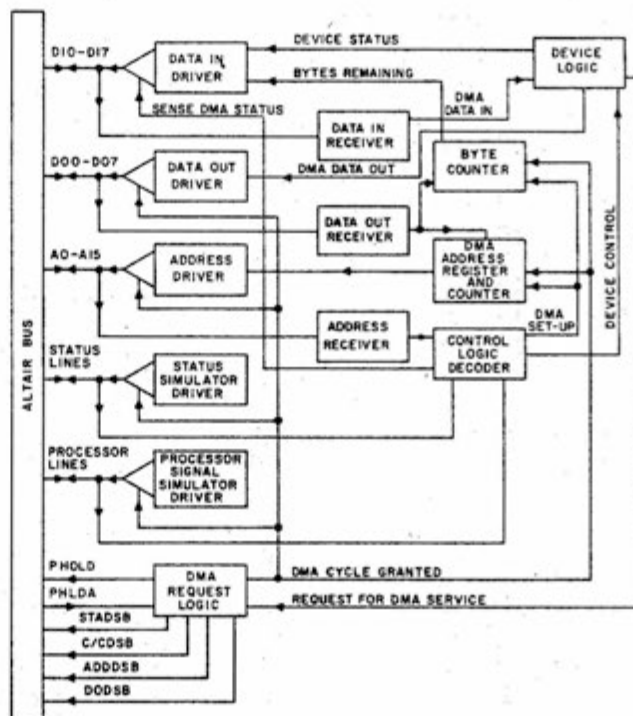 DEVICE STATUS
DI0-DI7
DATA IN
DRIVER
BYTES REMAINING
DEVICE
LOGIC
SENSE DMA STATUS
DMA
DATA IN
DATA IN
RECEIVER
DO0-DO7
DATA OUT
DRIVER
DMA DATA OUT
BYTE
COUNTER
DATA OUT
RECEIVER
A0-A15
ADDRESS
DRIVER
DMA
ADDRESS
REGISTER
AND
COUNTER
DEVICE CONTROL
DMA
SET-UP
ADDRESS
RECEIVER
CONTROL
LOGIC
DECODER
ALTAIR BUS
STATUS
LINES
STATUS
SIMULATOR
DRIVER
PROCESSOR
LINES
PROCESSOR
SIGNAL
SIMULATOR
DRIVER
PHOLD
DMA
REQUEST
LOGIC
DMA CYCLE GRANTED
PHLDA
REQUEST FOR DMA SERVICE
STADSB
C/CDSB
ADDDSB
DODSB